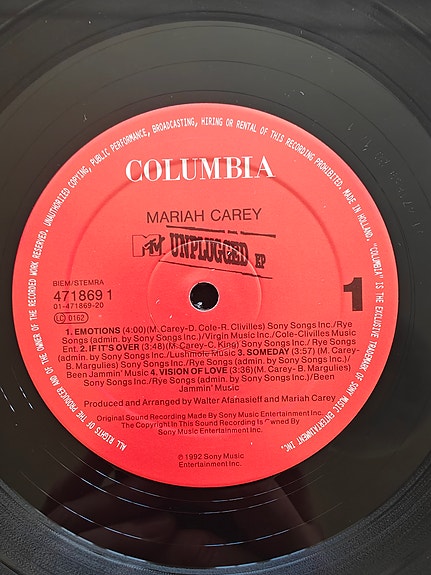 ALL RIGHTS OF THE PRODUCER AND OF THE OWNER OF THE RECORDED WORK RESERVED. UNAUTHORIZED COPYING, PUBLIC PERFORMANCE, BROADCASTING, HIRING OR RENTAL OF THIS RECORDING PROHIBITED. MADE IN HOLLAND. "COLUMBIA" IS THE EXCLUSIVE TRADEMARK OF SONY MUSIC ENTERTAINMENT, INC.
COLUMBIA
MARIAH CAREY
MTV UNPLUGGED EP
BIEM/STEMRA
471869 1
01-471869-20
LC 0162
1
1. EMOTIONS (4:00)(M. Carey-D. Cole-R. Clivilles) Sony Songs Inc./Rye
Songs (admin. by Sony Songs Inc.)/Virgin Music Inc./Cole-Clivilles Music
Ent. 2. IF IT'S OVER (3:48)(M. Carey-C. King) Sony Songs Inc./Rye Songs
(admin. by Sony Songs Inc.)/Lushmole Music 3. SOMEDAY (3:57) (M. Carey-
B. Margulies) Sony Songs Inc./Rye Songs (admin. by Sony Songs Inc.)/
Been Jammin' Music 4. VISION OF LOVE (3:36)(M. Carey- B. Margulies)
Sony Songs Inc./Rye Songs (admin. by Sony Songs Inc.)/Been
Jammin' Music
Produced and Arranged by Walter Afanasieff and Mariah Carey
Original Sound Recording Made By Sony Music Entertainment Inc.
The Copyright In This Sound Recording Is Owned By
Sony Music Entertainment Inc.
℗ 1992 Sony Music
Entertainment Inc.